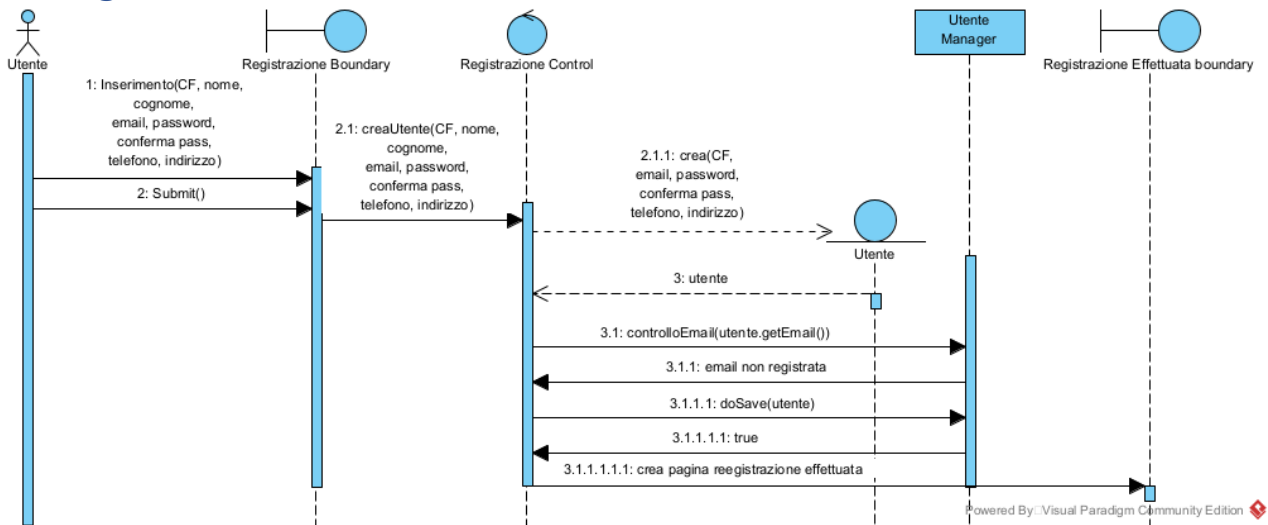 Utente
Registrazione Boundary
Registrazione Control
Utente
Manager
Registrazione Effettuata boundary
1: Inserimento(CF, nome,
cognome,
email, password,
conferma pass,
telefono, indirizzo)
2: Submit()
2.1: creaUtente(CF, nome,
cognome,
email, password,
conferma pass,
telefono, indirizzo)
2.1.1: crea(CF,
email, password,
conferma pass,
telefono, indirizzo)
Utente
3: utente
3.1: controlloEmail(utente.getEmail())
3.1.1: email non registrata
3.1.1.1: doSave(utente)
3.1.1.1.1: true
3.1.1.1.1.1: crea pagina reegistrazione effettuata
Powered By Visual Paradigm Community Edition